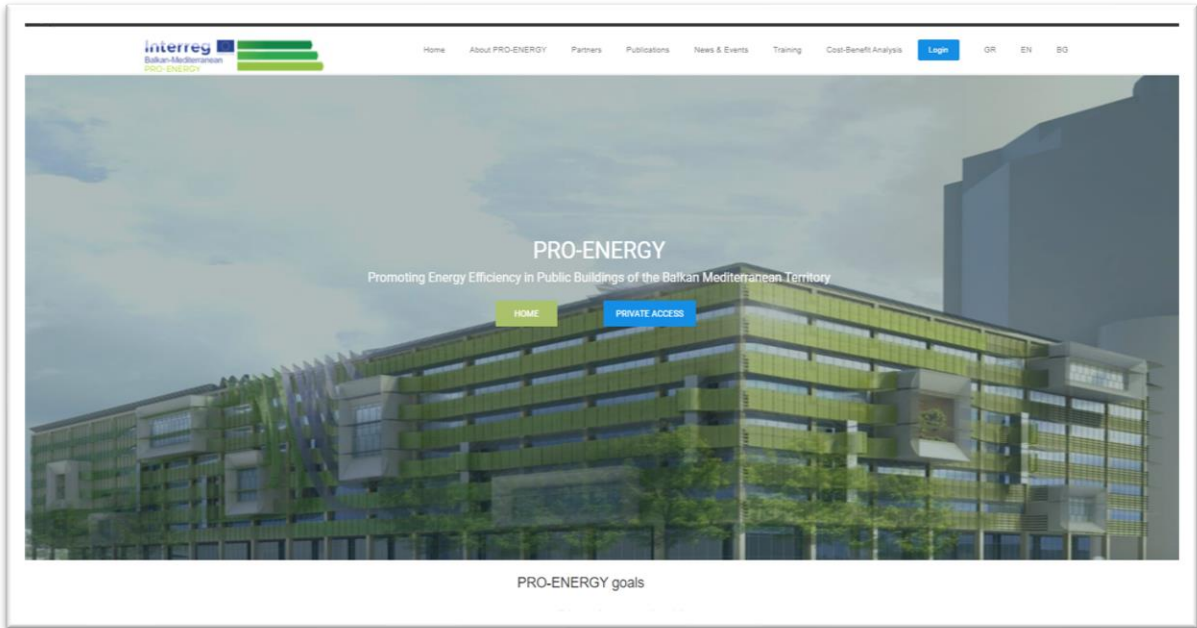 Interreg
Balkan-Mediterranean
PRO-ENERGY
Home About PRO-ENERGY Partners Publications News & Events Training Cost-Benefit Analysis Login GR EN BG
PRO-ENERGY
Promoting Energy Efficiency in Public Buildings of the Balkan Mediterranean Territory
HOME PRIVATE ACCESS
PRO-ENERGY goals